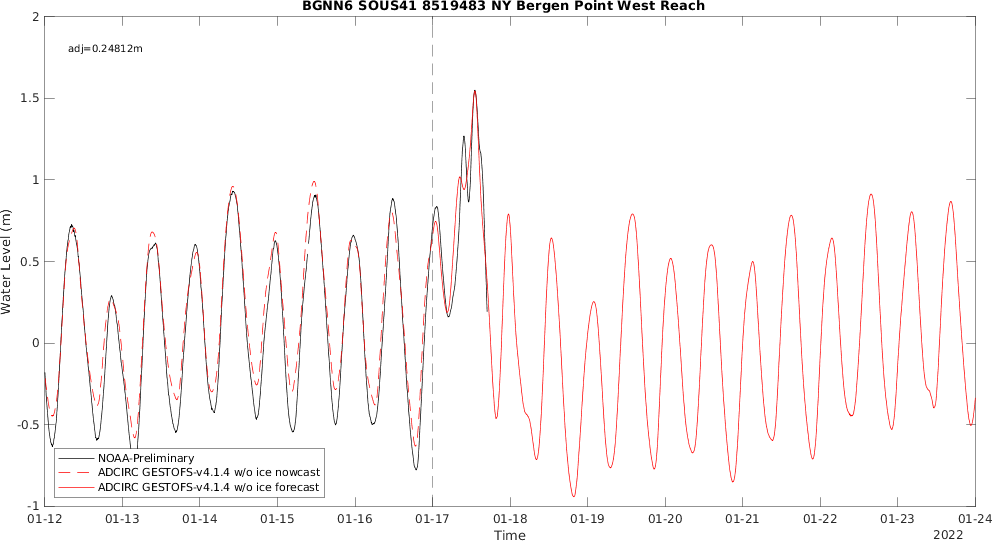 BGNN6 SOUS41 8519483 NY Bergen Point West Reach
adj=0.24812m
2
1.5
1
0.5
0
-0.5
-1
Water Level (m)
NOAA-Preliminary
ADCIRC GESTOFS-v4.1.4 w/o ice nowcast
ADCIRC GESTOFS-v4.1.4 w/o ice forecast
01-12 01-13 01-14 01-15 01-16 01-17 01-18 01-19 01-20 01-21 01-22 01-23 01-24
Time
2022